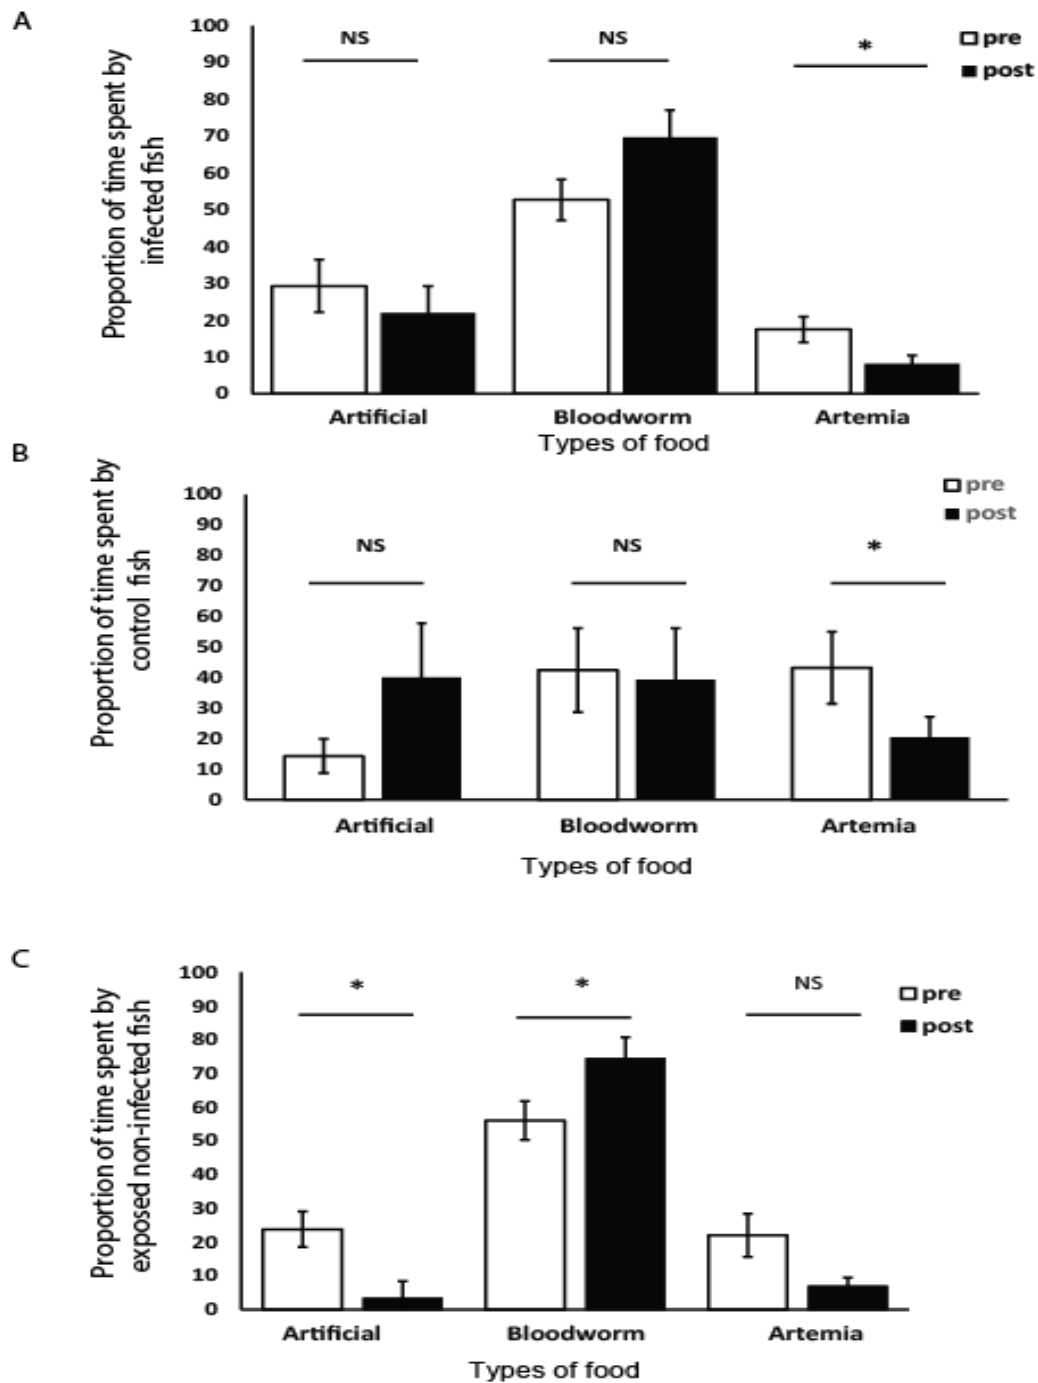 A
Proportion of time spent by
infected fish
100
90
80
70
60
50
40
30
20
10
0
NS
NS
*
pre
post
Artificial
Bloodworm
Artemia
Types of food
B
Proportion of time spent by
control fish
100
90
80
70
60
50
40
30
20
10
0
NS
NS
*
pre
post
Artificial
Bloodworm
Artemia
Types of food
C
Proportion of time spent by
exposed non-infected fish
100
90
80
70
60
50
40
30
20
10
0
*
*
NS
pre
post
Artificial
Bloodworm
Artemia
Types of food